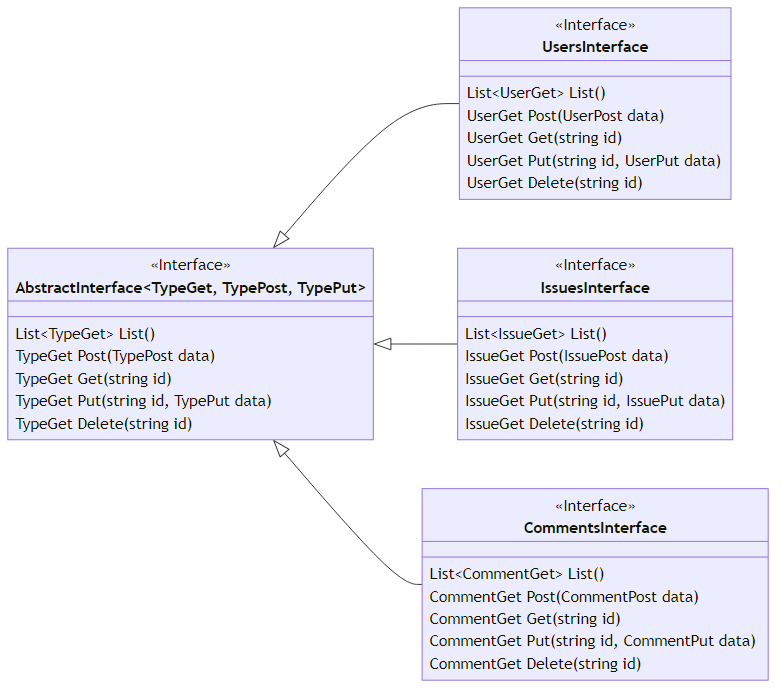 «Interface»
UsersInterface
List<UserGet> List()
UserGet Post(UserPost data)
UserGet Get(string id)
UserGet Put(string id, UserPut data)
UserGet Delete(string id)
«Interface»
AbstractInterface<TypeGet, TypePost, TypePut>
List<TypeGet> List()
TypeGet Post(TypePost data)
TypeGet Get(string id)
TypeGet Put(string id, TypePut data)
TypeGet Delete(string id)
«Interface»
IssuesInterface
List<IssueGet> List()
IssueGet Post(IssuePost data)
IssueGet Get(string id)
IssueGet Put(string id, IssuePut data)
IssueGet Delete(string id)
«Interface»
CommentsInterface
List<CommentGet> List()
CommentGet Post(CommentPost data)
CommentGet Get(string id)
CommentGet Put(string id, CommentPut data)
CommentGet Delete(string id)